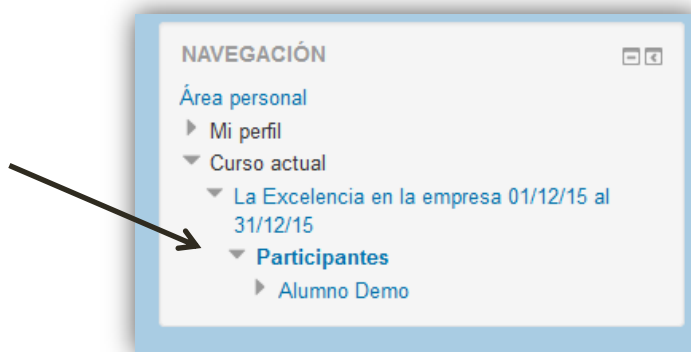 NAVEGACIÓN
Área personal
Mi perfil
Curso actual
La Excelencia en la empresa 01/12/15 al
31/12/15
Participantes
Alumno Demo